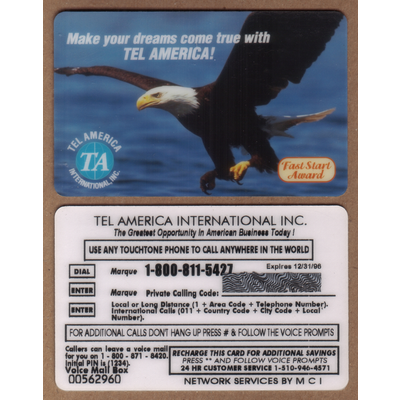 Make your dreams come true with
TEL AMERICA!
TEL AMERICA
TA
INTERNATIONAL, INC.
Fast Start
Award
TEL AMERICA INTERNATIONAL INC.
The Greatest Opportunity in American Business Today !
USE ANY TOUCHTONE PHONE TO CALL ANYWHERE IN THE WORLD
DIAL Marque 1-800-811-5427 Expires 12/31/96
ENTER Marque Private Calling Code:
ENTER Local or Long Distance (1 + Area Code + Telephone Number).
International Calls (011 + Country Code + City Code + Local Number).
FOR ADDITIONAL CALLS DON'T HANG UP PRESS # & FOLLOW THE VOICE PROMPTS
Callers can leave a voice mail
for you on 1 - 800 - 871 - 8420.
Initial PIN is (1234).
Voice Mail Box
00562960
RECHARGE THIS CARD FOR ADDITIONAL SAVINGS
PRESS ** AND FOLLOW VOICE PROMPTS
24 HR CUSTOMER SERVICE 1-510-946-4571
NETWORK SERVICES BY M C I